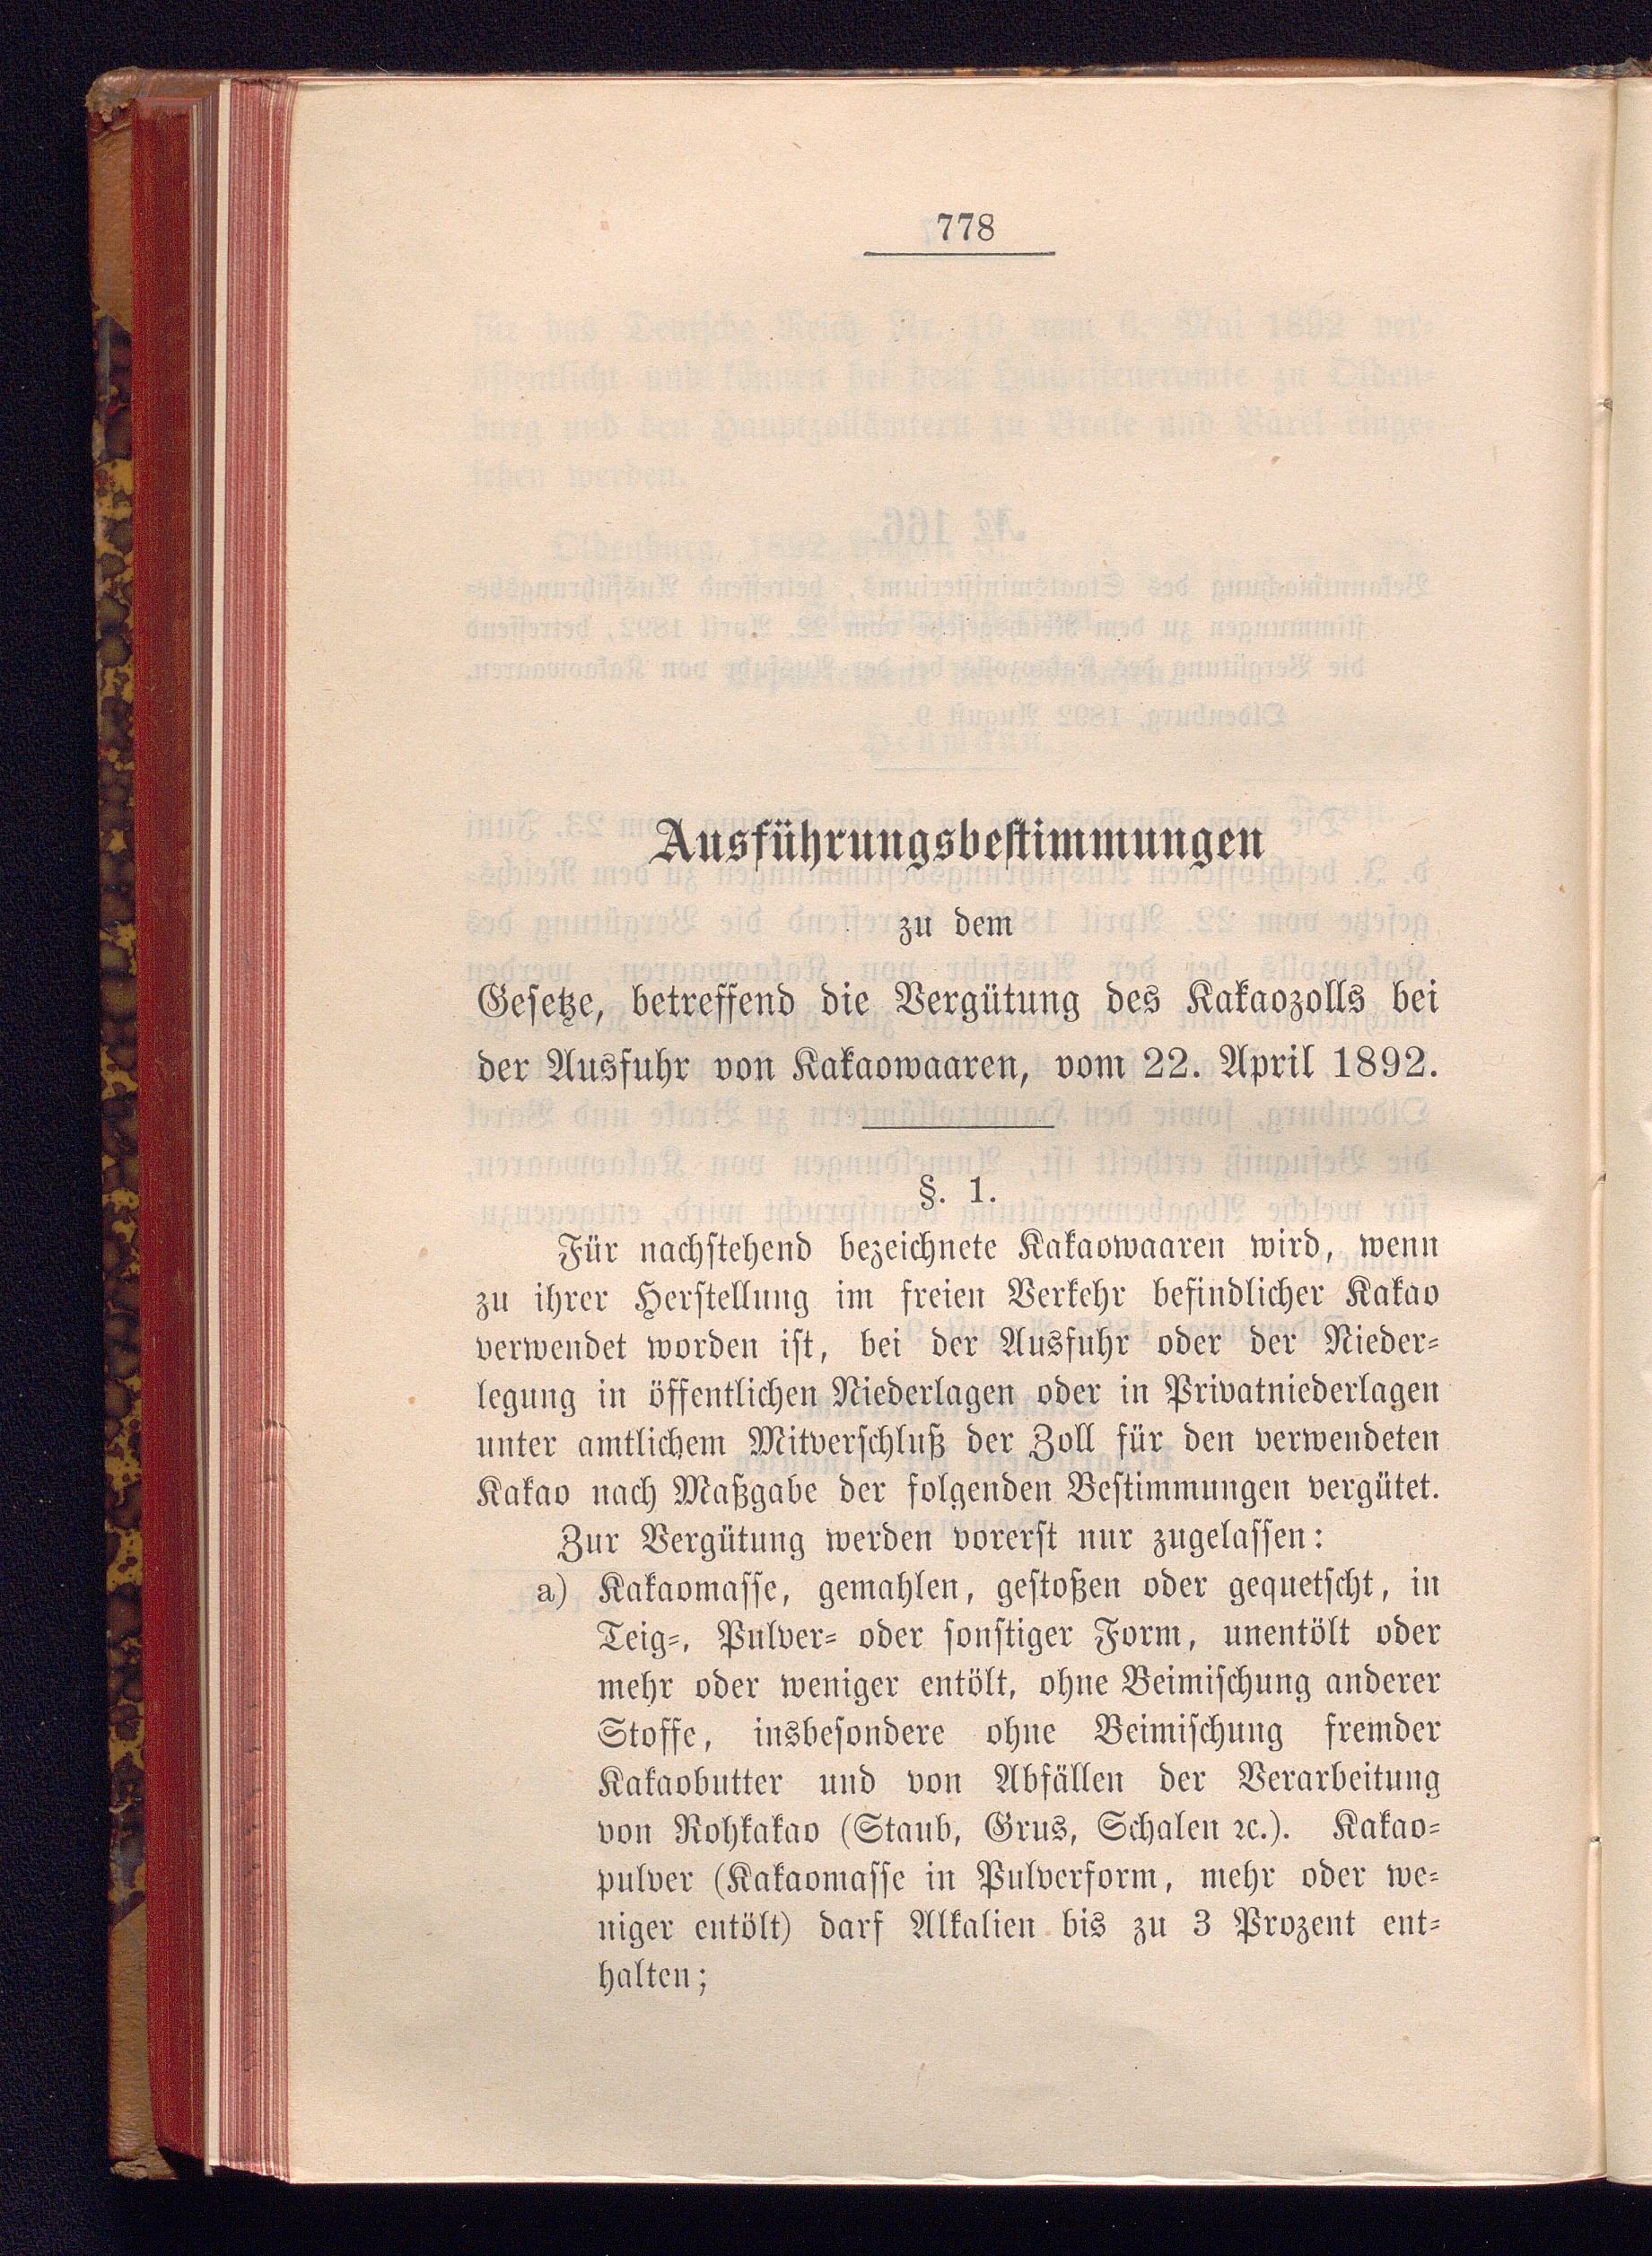 778
Ausführungsbestimmungen
zu dem
Gesetze, betreffend die Vergütung des Kakaozolls bei
der Ausfuhr von Kakaowaaren, vom 22. April 1892.
§. 1.
Für nachstehend bezeichnete Kakaowaaren wird, wenn
zu ihrer Herstellung im freien Verkehr befindlicher Kakao
verwendet worden ist, bei der Ausfuhr oder der Nieder-
legung in öffentlichen Niederlagen oder in Privatniederlagen
unter amtlichem Mitverschluß der Zoll für den verwendeten
Kakao nach Maßgabe der folgenden Bestimmungen vergütet.
Zur Vergütung werden vorerst nur zugelassen:
a) Kakaomasse, gemahlen, gestoßen oder gequetscht, in
Teig-, Pulver- oder sonstiger Form, unentölt oder
mehr oder weniger entölt, ohne Beimischung anderer
Stoffe, insbesondere ohne Beimischung fremder
Kakaobutter und von Abfällen der Verarbeitung
von Rohkakao (Staub, Grus, Schalen ꝛc.). Kakao-
pulver (Kakaomasse in Pulverform, mehr oder we-
niger entölt) darf Alkalien bis zu 3 Prozent ent-
halten;